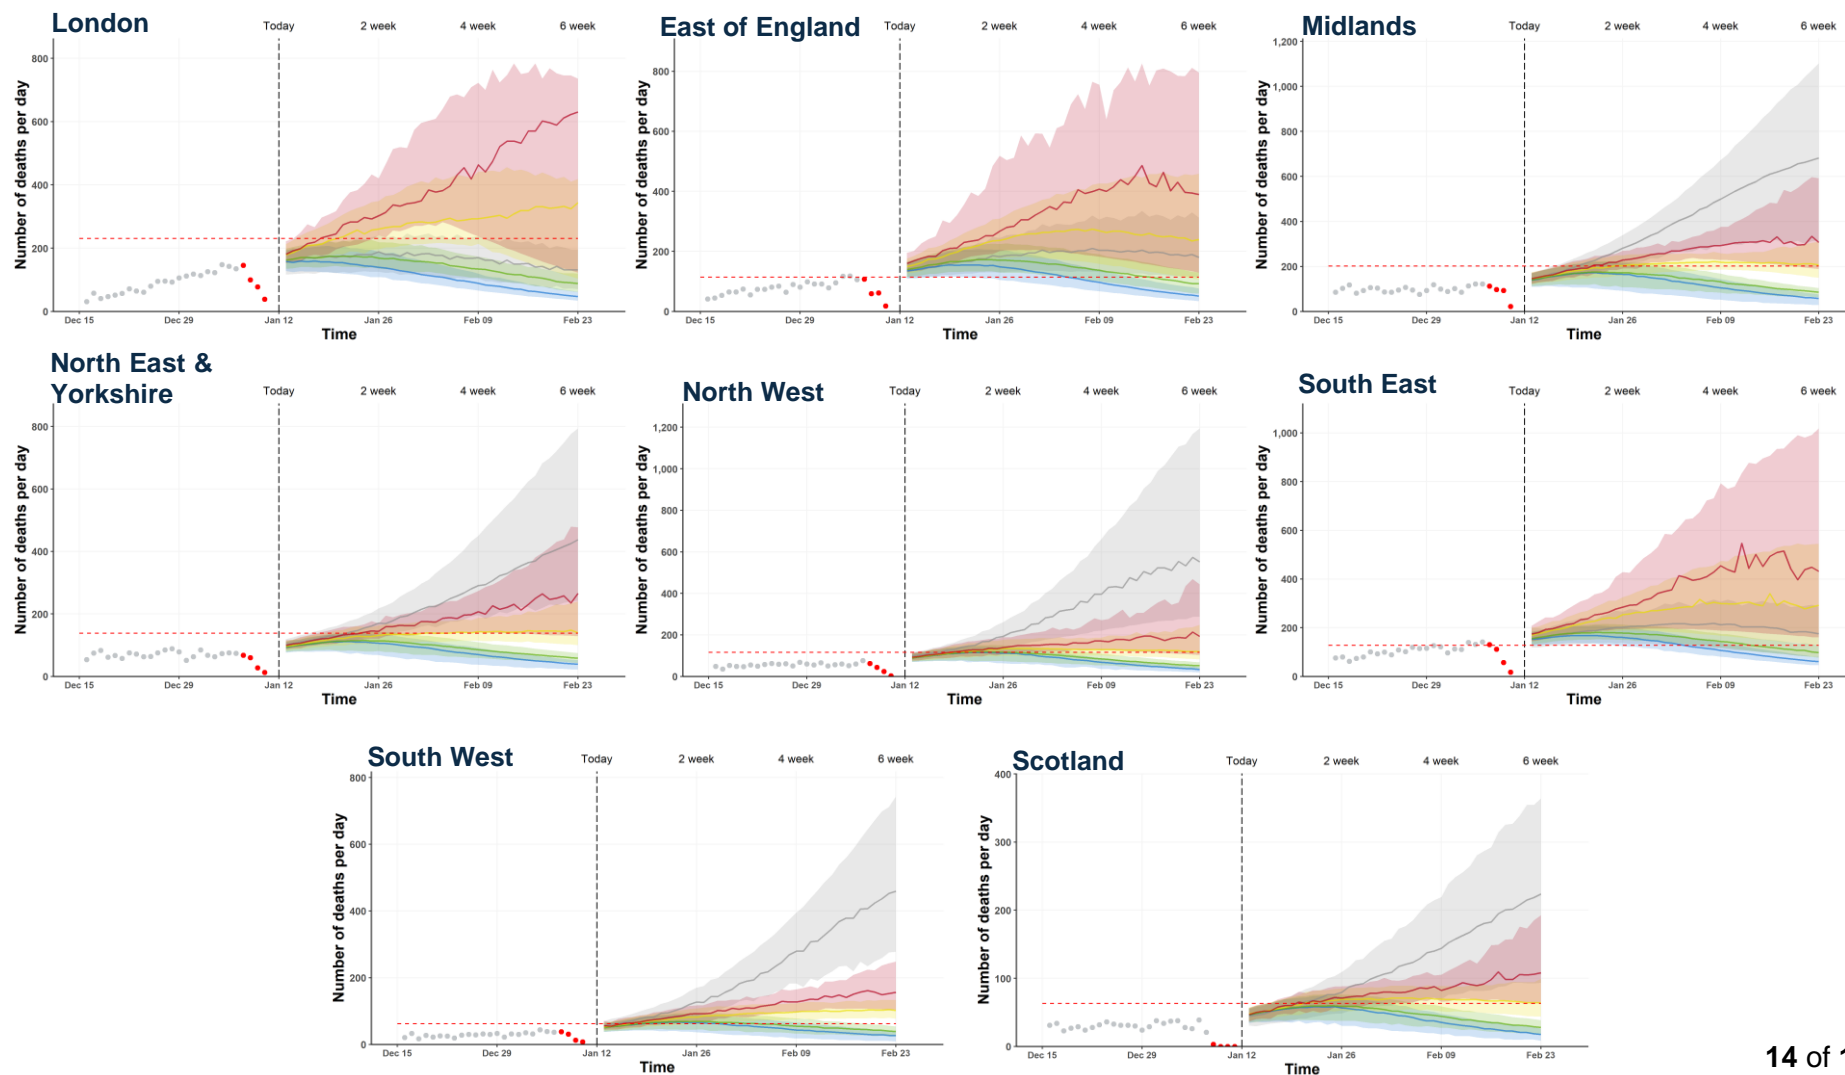 London
Today 2 week 4 week 6 week
Number of deaths per day
800
600
400
200
0
Dec 15 Dec 29 Jan 12 Jan 26 Feb 09 Feb 23
Time
East of England
Today 2 week 4 week 6 week
Number of deaths per day
800
600
400
200
0
Dec 15 Dec 29 Jan 12 Jan 26 Feb 09 Feb 23
Time
Midlands
Today 2 week 4 week 6 week
Number of deaths per day
1,200
1,000
800
600
400
200
0
Dec 15 Dec 29 Jan 12 Jan 26 Feb 09 Feb 23
Time
North East &
Yorkshire
Today 2 week 4 week 6 week
Number of deaths per day
800
600
400
200
0
Dec 15 Dec 29 Jan 12 Jan 26 Feb 09 Feb 23
Time
North West
Today 2 week 4 week 6 week
Number of deaths per day
1,200
1,000
800
600
400
200
0
Dec 15 Dec 29 Jan 12 Jan 26 Feb 09 Feb 23
Time
South East
Today 2 week 4 week 6 week
Number of deaths per day
1,000
800
600
400
200
0
Dec 15 Dec 29 Jan 12 Jan 26 Feb 09 Feb 23
Time
South West
Today 2 week 4 week 6 week
Number of deaths per day
800
600
400
200
0
Dec 15 Dec 29 Jan 12 Jan 26 Feb 09 Feb 23
Time
Scotland
Today 2 week 4 week 6 week
Number of deaths per day
400
300
200
100
0
Dec 15 Dec 29 Jan 12 Jan 26 Feb 09 Feb 23
Time
14 of